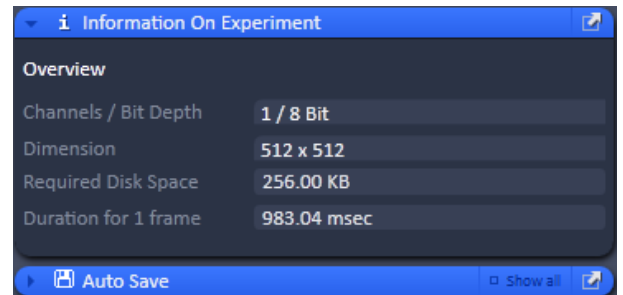 i Information On Experiment
Overview
Channels / Bit Depth 1 / 8 Bit
Dimension 512 x 512
Required Disk Space 256.00 KB
Duration for 1 frame 983.04 msec
Auto Save Show all